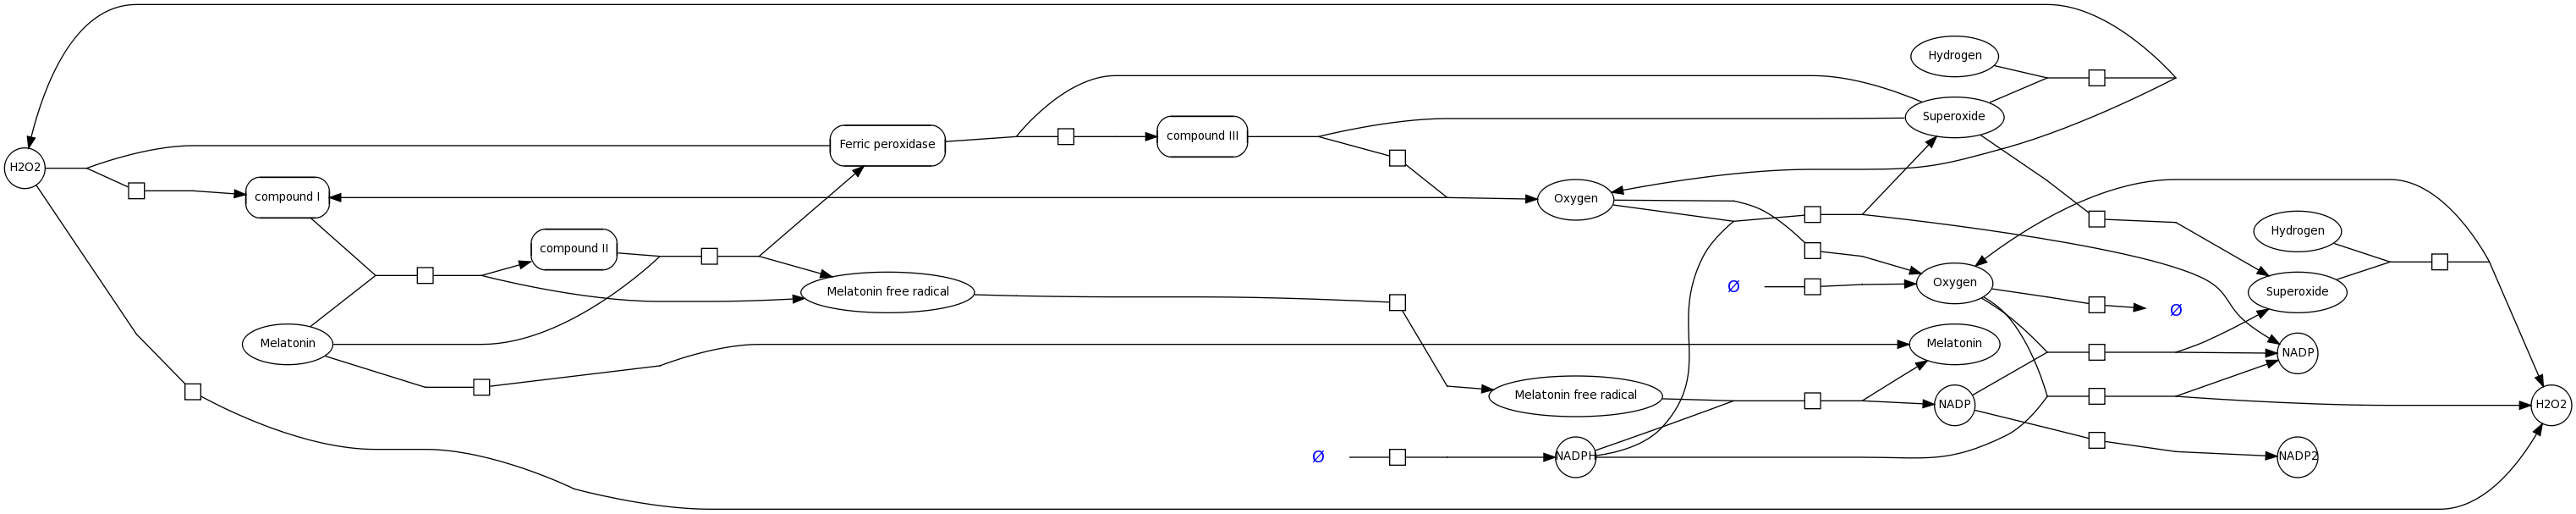 Hydrogen
Superoxide
Ferric peroxidase
compound III
H2O2
compound I
Oxygen
Hydrogen
compound II
Oxygen
Ø
Melatonin free radical
Superoxide
Ø
Melatonin
Melatonin
NADP
Melatonin free radical
NADP
H2O2
Ø
NADPH
NADP2